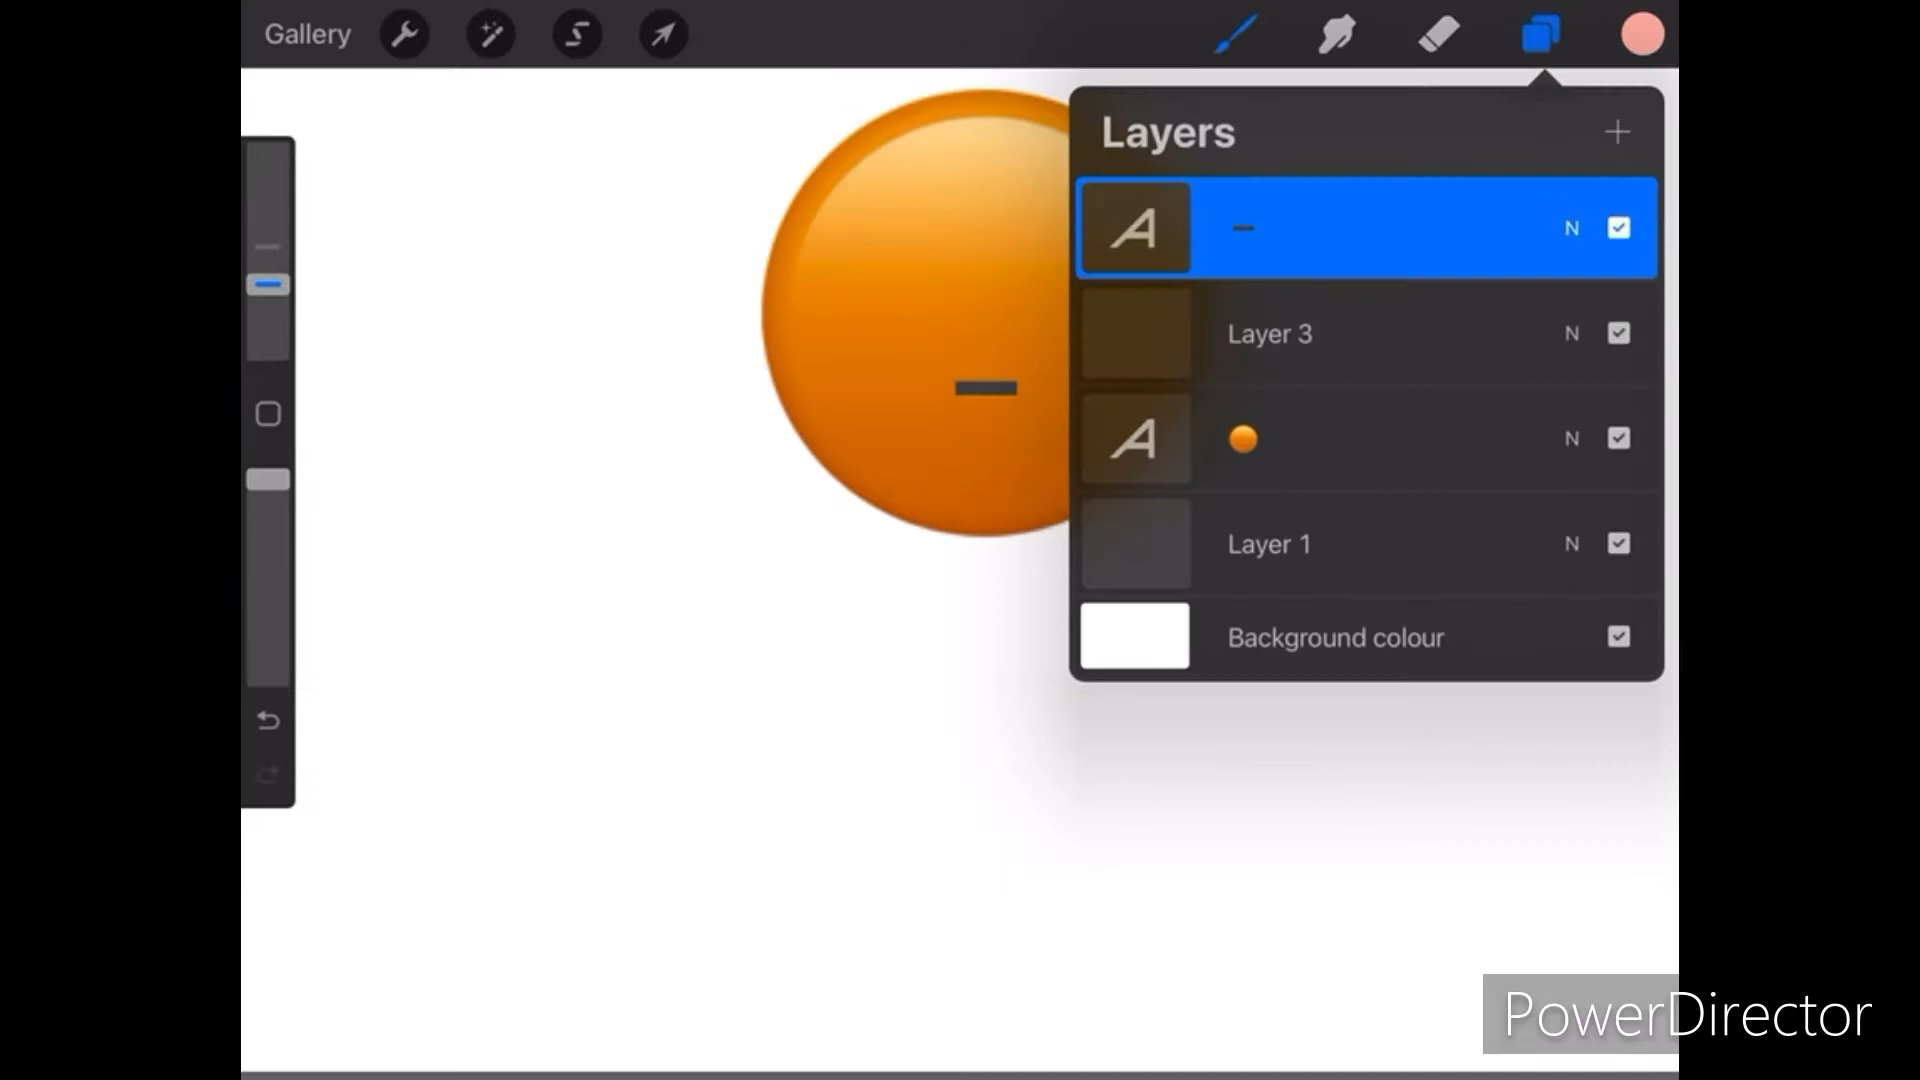 Gallery
Layers
A
➖
N
Layer 3
N
A
🟠
N
Layer 1
N
Background colour
PowerDirector